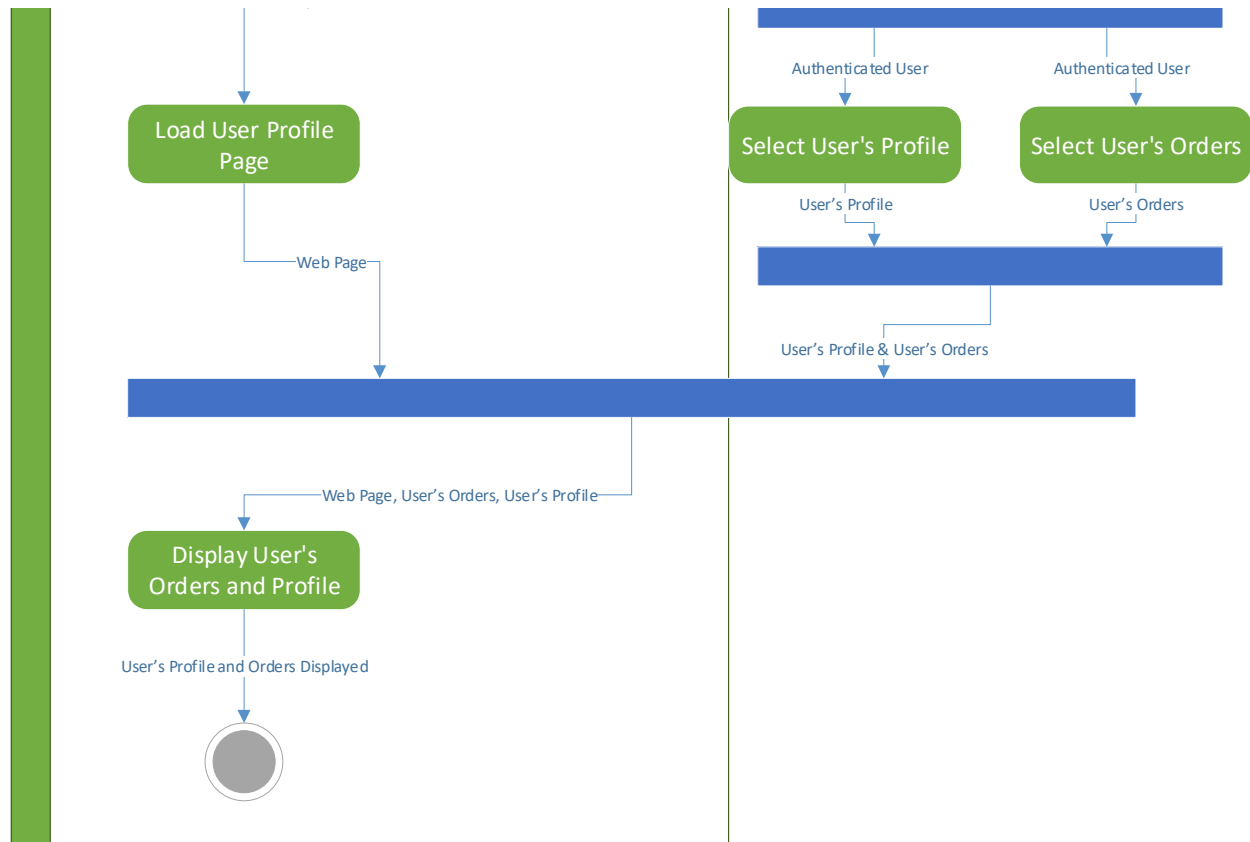 Authenticated User
Authenticated User
Load User Profile
Page
Select User's Profile
Select User's Orders
User’s Profile
User’s Orders
Web Page
User’s Profile & User’s Orders
Web Page, User’s Orders, User’s Profile
Display User's
Orders and Profile
User’s Profile and Orders Displayed